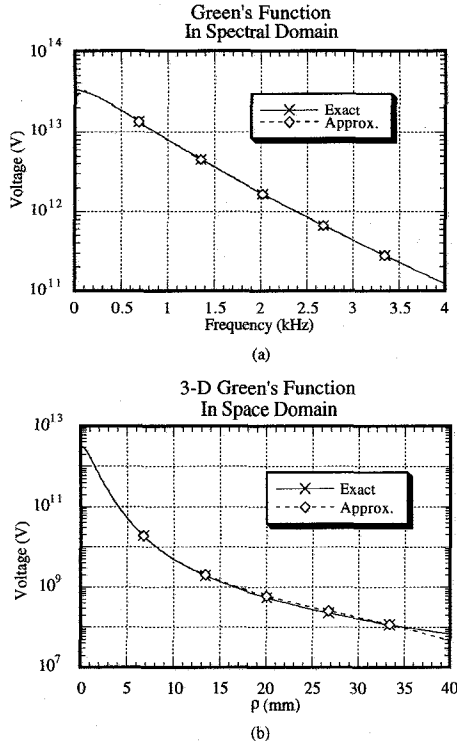 Green's Function
In Spectral Domain
10^14
10^13
10^12
10^11
Voltage (V)
Exact
Approx.
0 0.5 1 1.5 2 2.5 3 3.5 4
Frequency (kHz)
(a)
3-D Green's Function
In Space Domain
10^13
10^11
10^9
10^7
Voltage (V)
Exact
Approx.
0 5 10 15 20 25 30 35 40
ρ (mm)
(b)